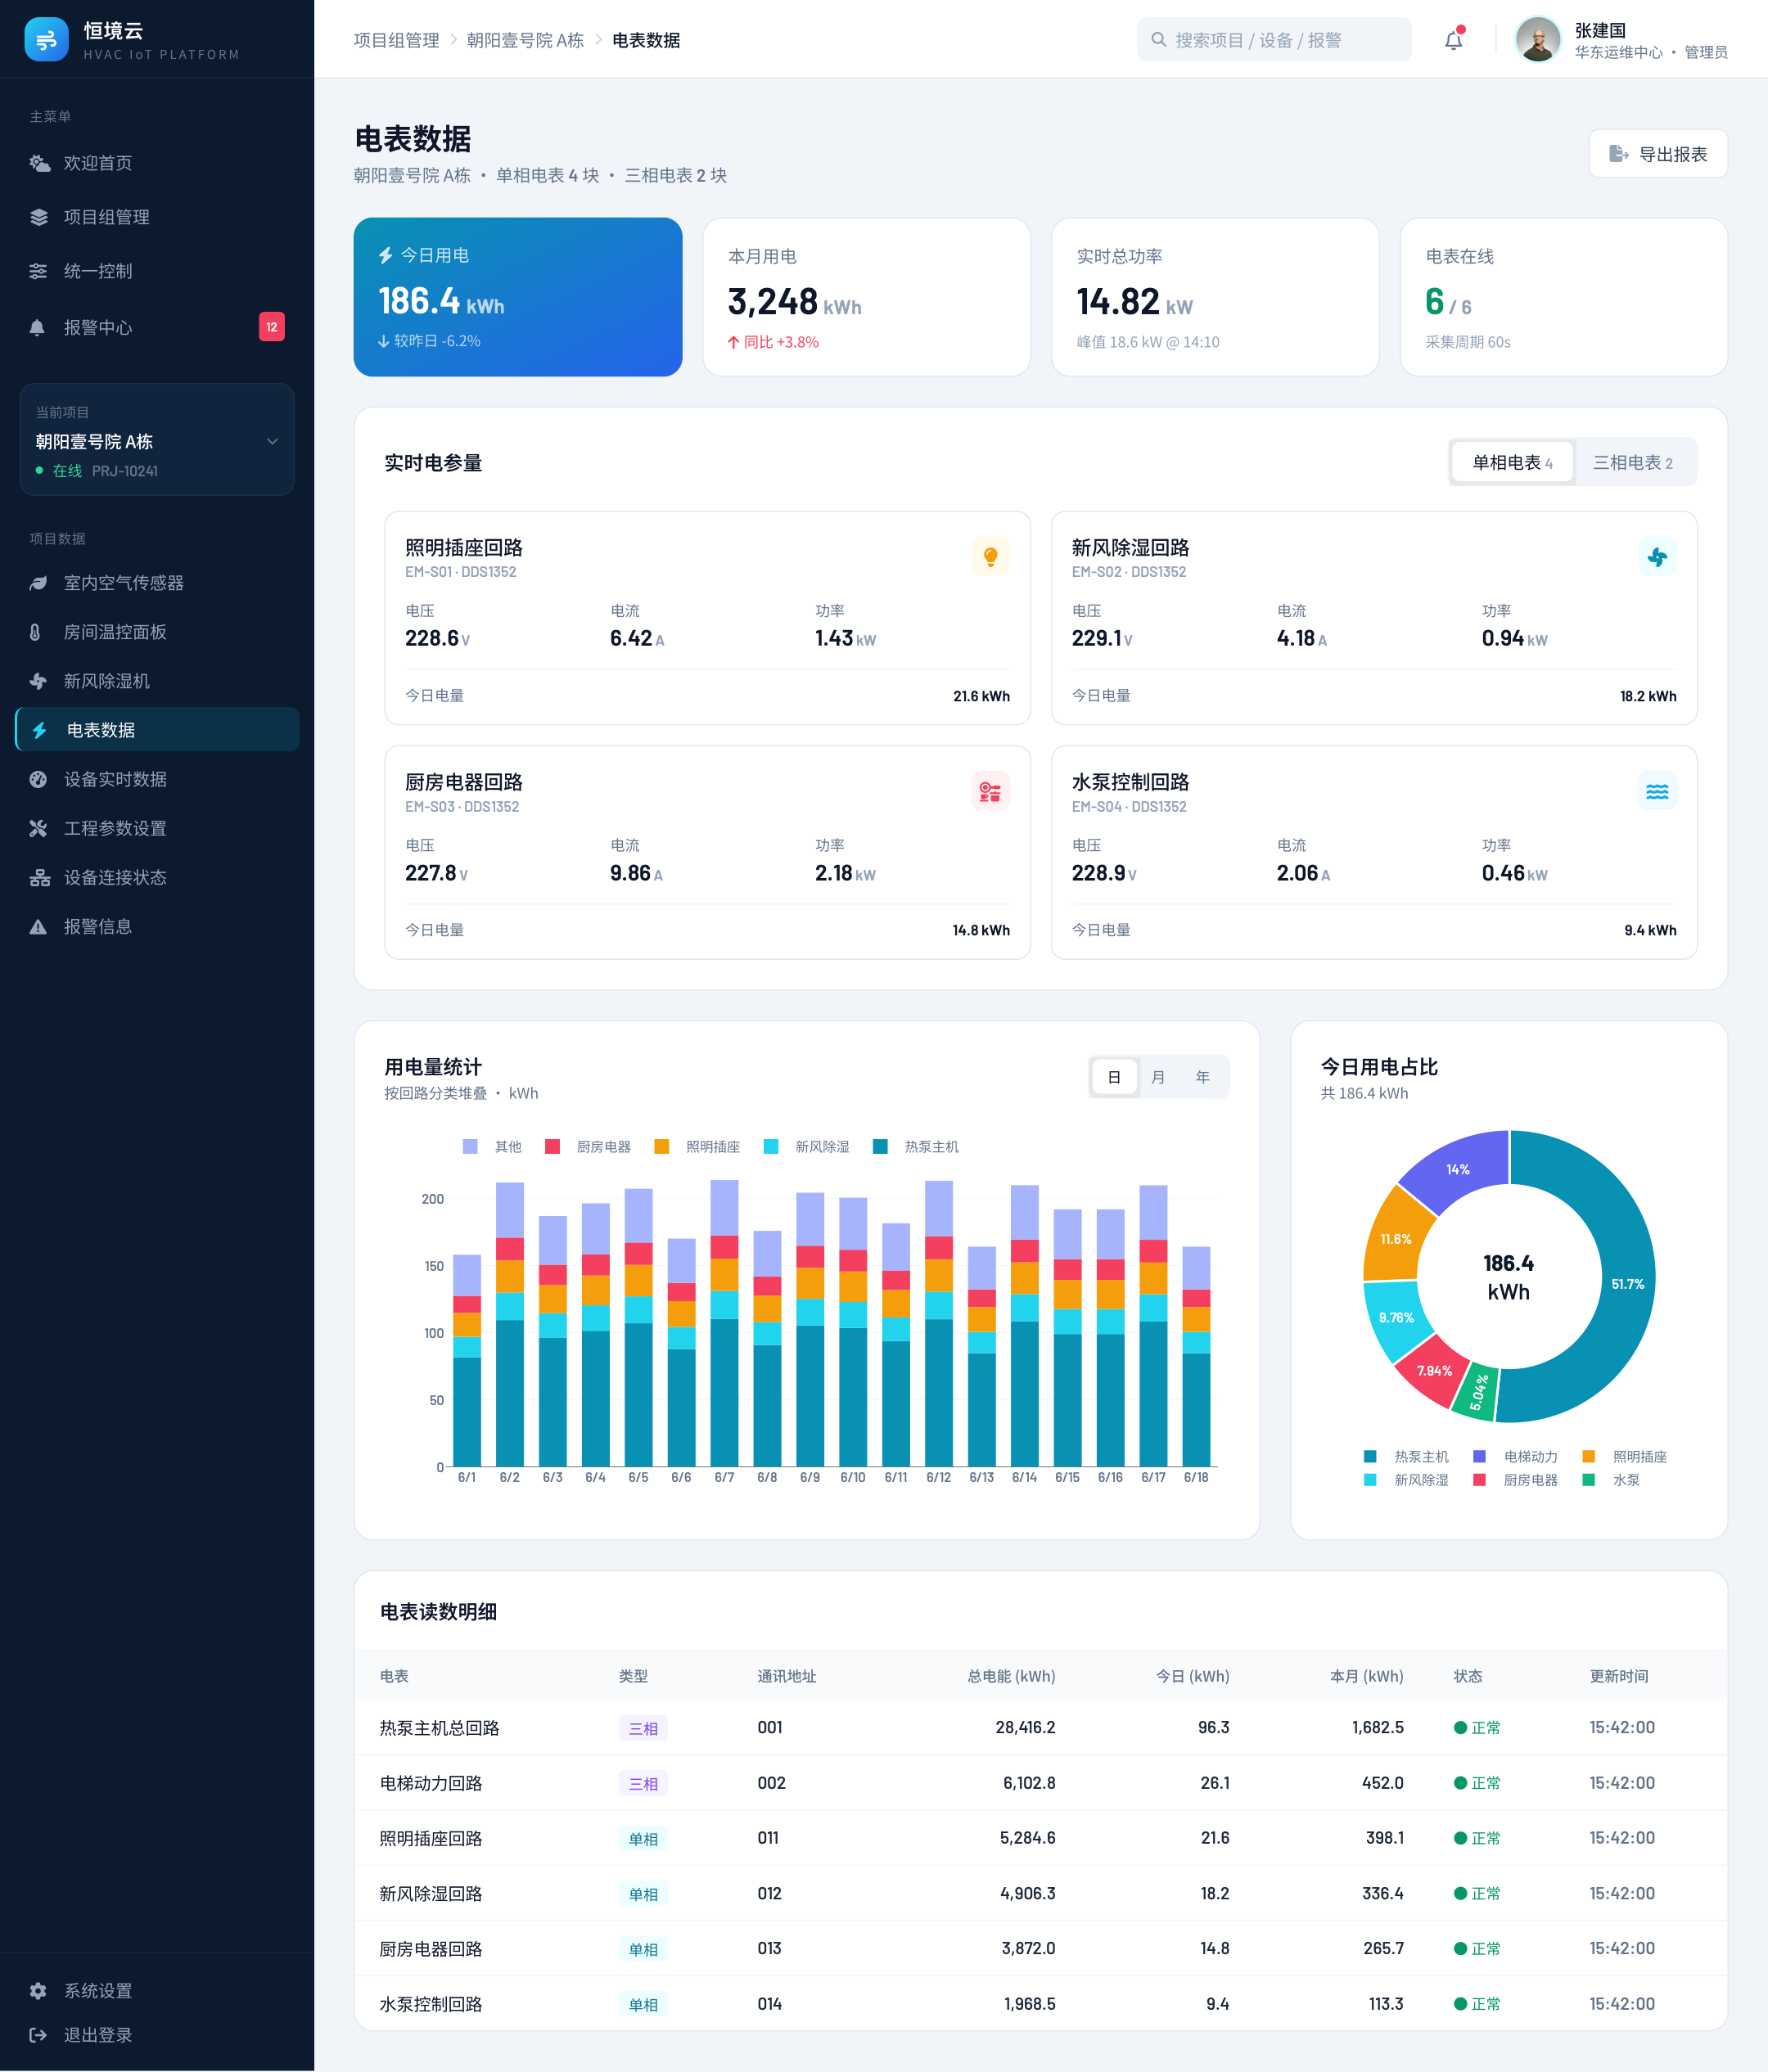 恒境云
HVAC IoT PLATFORM
主菜单
欢迎首页
项目组管理
统一控制
报警中心 12
当前项目
朝阳壹号院 A栋
在线 PRJ-10241
项目数据
室内空气传感器
房间温控面板
新风除湿机
电表数据
设备实时数据
工程参数设置
设备连接状态
报警信息
系统设置
退出登录
项目组管理 朝阳壹号院 A栋 电表数据
搜索项目 / 设备 / 报警
张建国
华东运维中心 • 管理员
电表数据
朝阳壹号院 A栋 • 单相电表 4 块 • 三相电表 2 块
导出报表
今日用电
186.4 kWh
较昨日 -6.2%
本月用电
3,248 kWh
同比 +3.8%
实时总功率
14.82 kW
峰值 18.6 kW @ 14:10
电表在线
6 / 6
采集周期 60s
实时电参量
单相电表 4 三相电表 2
照明插座回路
EM-S01 · DDS1352
电压 电流 功率
228.6 V 6.42 A 1.43 kW
今日电量 21.6 kWh
新风除湿回路
EM-S02 · DDS1352
电压 电流 功率
229.1 V 4.18 A 0.94 kW
今日电量 18.2 kWh
厨房电器回路
EM-S03 · DDS1352
电压 电流 功率
227.8 V 9.86 A 2.18 kW
今日电量 14.8 kWh
水泵控制回路
EM-S04 · DDS1352
电压 电流 功率
228.9 V 2.06 A 0.46 kW
今日电量 9.4 kWh
用电量统计
按回路分类堆叠 • kWh
日 月 年
其他 厨房电器 照明插座 新风除湿 热泵主机
200
150
100
50
0
6/1 6/2 6/3 6/4 6/5 6/6 6/7 6/8 6/9 6/10 6/11 6/12 6/13 6/14 6/15 6/16 6/17 6/18
今日用电占比
共 186.4 kWh
14%
11.6%
9.76%
7.94%
5.04%
51.7%
186.4
kWh
热泵主机 电梯动力 照明插座
新风除湿 厨房电器 水泵
电表读数明细
电表 类型 通讯地址 总电能 (kWh) 今日 (kWh) 本月 (kWh) 状态 更新时间
热泵主机总回路 三相 001 28,416.2 96.3 1,682.5 正常 15:42:00
电梯动力回路 三相 002 6,102.8 26.1 452.0 正常 15:42:00
照明插座回路 单相 011 5,284.6 21.6 398.1 正常 15:42:00
新风除湿回路 单相 012 4,906.3 18.2 336.4 正常 15:42:00
厨房电器回路 单相 013 3,872.0 14.8 265.7 正常 15:42:00
水泵控制回路 单相 014 1,968.5 9.4 113.3 正常 15:42:00